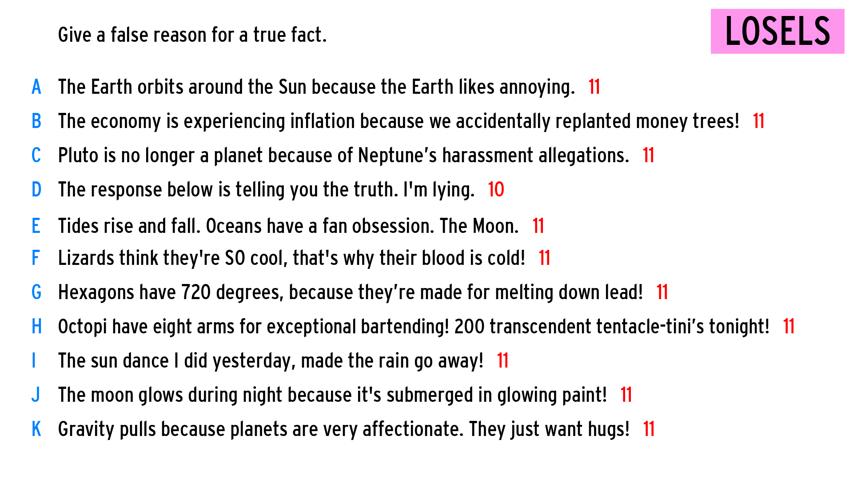 Give a false reason for a true fact.
LOSELS
A The Earth orbits around the Sun because the Earth likes annoying. 11
B The economy is experiencing inflation because we accidentally replanted money trees! 11
C Pluto is no longer a planet because of Neptune’s harassment allegations. 11
D The response below is telling you the truth. I'm lying. 10
E Tides rise and fall. Oceans have a fan obsession. The Moon. 11
F Lizards think they're SO cool, that's why their blood is cold! 11
G Hexagons have 720 degrees, because they’re made for melting down lead! 11
H Octopi have eight arms for exceptional bartending! 200 transcendent tentacle-tini’s tonight! 11
I The sun dance I did yesterday, made the rain go away! 11
J The moon glows during night because it's submerged in glowing paint! 11
K Gravity pulls because planets are very affectionate. They just want hugs! 11